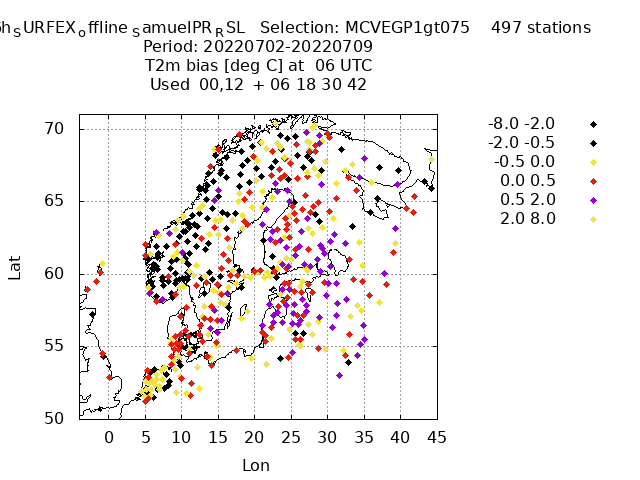 SURFEXoffline SamuelPRRSL Selection: MCVEGP1gt075 497 stations
Period: 20220702-20220709
T2m bias [deg C] at 06 UTC
Used 00,12 + 06 18 30 42
70
65
60
55
50
0 5 10 15 20 25 30 35 40 45
Lat
Lon
-8.0 -2.0
-2.0 -0.5
-0.5 0.0
0.0 0.5
0.5 2.0
2.0 8.0